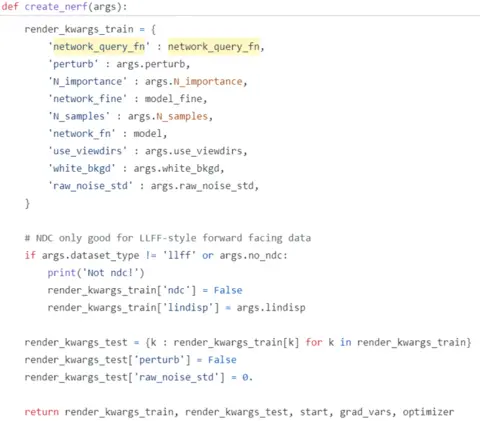 def create_nerf(args):
render_kwargs_train = {
'network_query_fn' : network_query_fn,
'perturb' : args.perturb,
'N_importance' : args.N_importance,
'network_fine' : model_fine,
'N_samples' : args.N_samples,
'network_fn' : model,
'use_viewdirs' : args.use_viewdirs,
'white_bkgd' : args.white_bkgd,
'raw_noise_std' : args.raw_noise_std,
}
# NDC only good for LLFF-style forward facing data
if args.dataset_type != 'llff' or args.no_ndc:
print('Not ndc!')
render_kwargs_train['ndc'] = False
render_kwargs_train['lindisp'] = args.lindisp
render_kwargs_test = {k : render_kwargs_train[k] for k in render_kwargs_train}
render_kwargs_test['perturb'] = False
render_kwargs_test['raw_noise_std'] = 0.
return render_kwargs_train, render_kwargs_test, start, grad_vars, optimizer